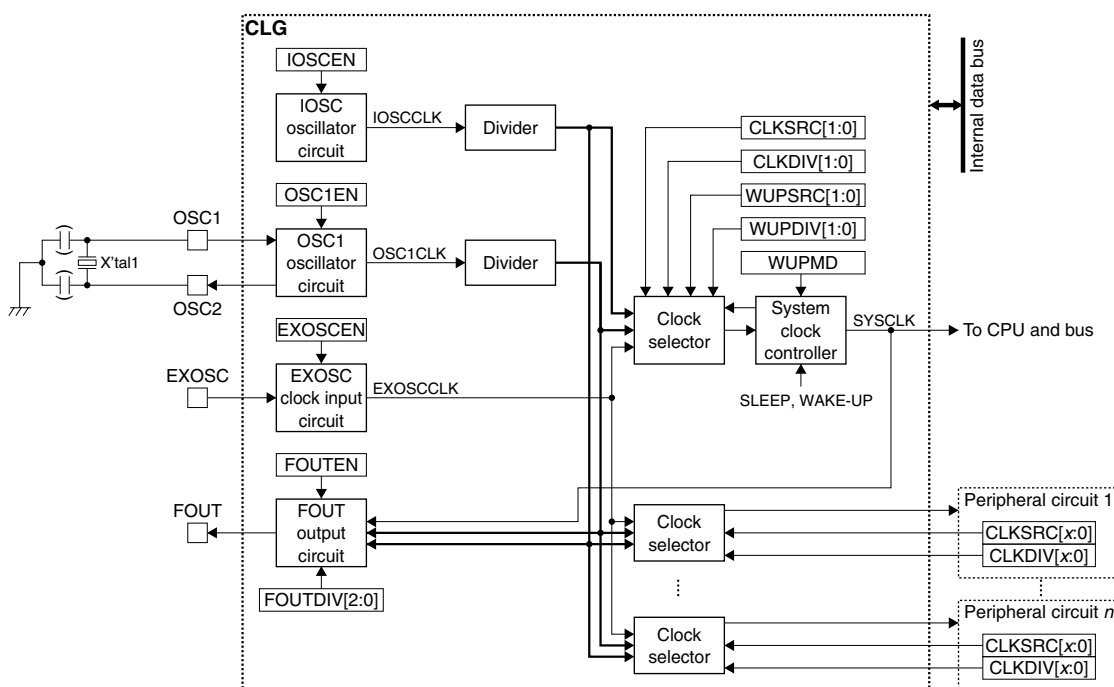 CLG
IOSCEN
IOSC
oscillator
circuit
IOSCCLK
Divider
CLKSRC[1:0]
CLKDIV[1:0]
WUPSRC[1:0]
WUPDIV[1:0]
WUPMD
Internal data bus
OSC1EN
OSC1
OSC1
oscillator
circuit
OSC1CLK
Divider
X'tal1
OSC2
Clock
selector
System
clock
controller
SYSCLK
To CPU and bus
SLEEP, WAKE-UP
EXOSCEN
EXOSC
EXOSC
clock input
circuit
EXOSCCLK
FOUTEN
FOUT
FOUT
output
circuit
FOUTDIV[2:0]
Clock
selector
Peripheral circuit 1
CLKSRC[x:0]
CLKDIV[x:0]
...
Clock
selector
Peripheral circuit n
CLKSRC[x:0]
CLKDIV[x:0]